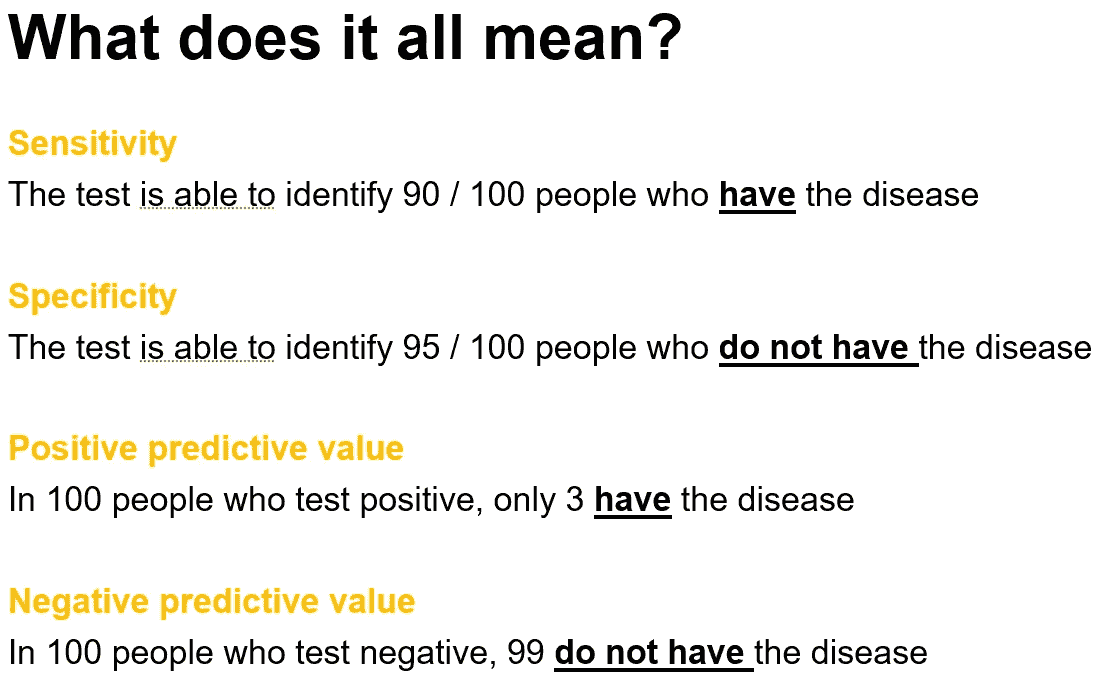 What does it all mean?
Sensitivity
The test is able to identify 90 / 100 people who have the disease
Specificity
The test is able to identify 95 / 100 people who do not have the disease
Positive predictive value
In 100 people who test positive, only 3 have the disease
Negative predictive value
In 100 people who test negative, 99 do not have the disease